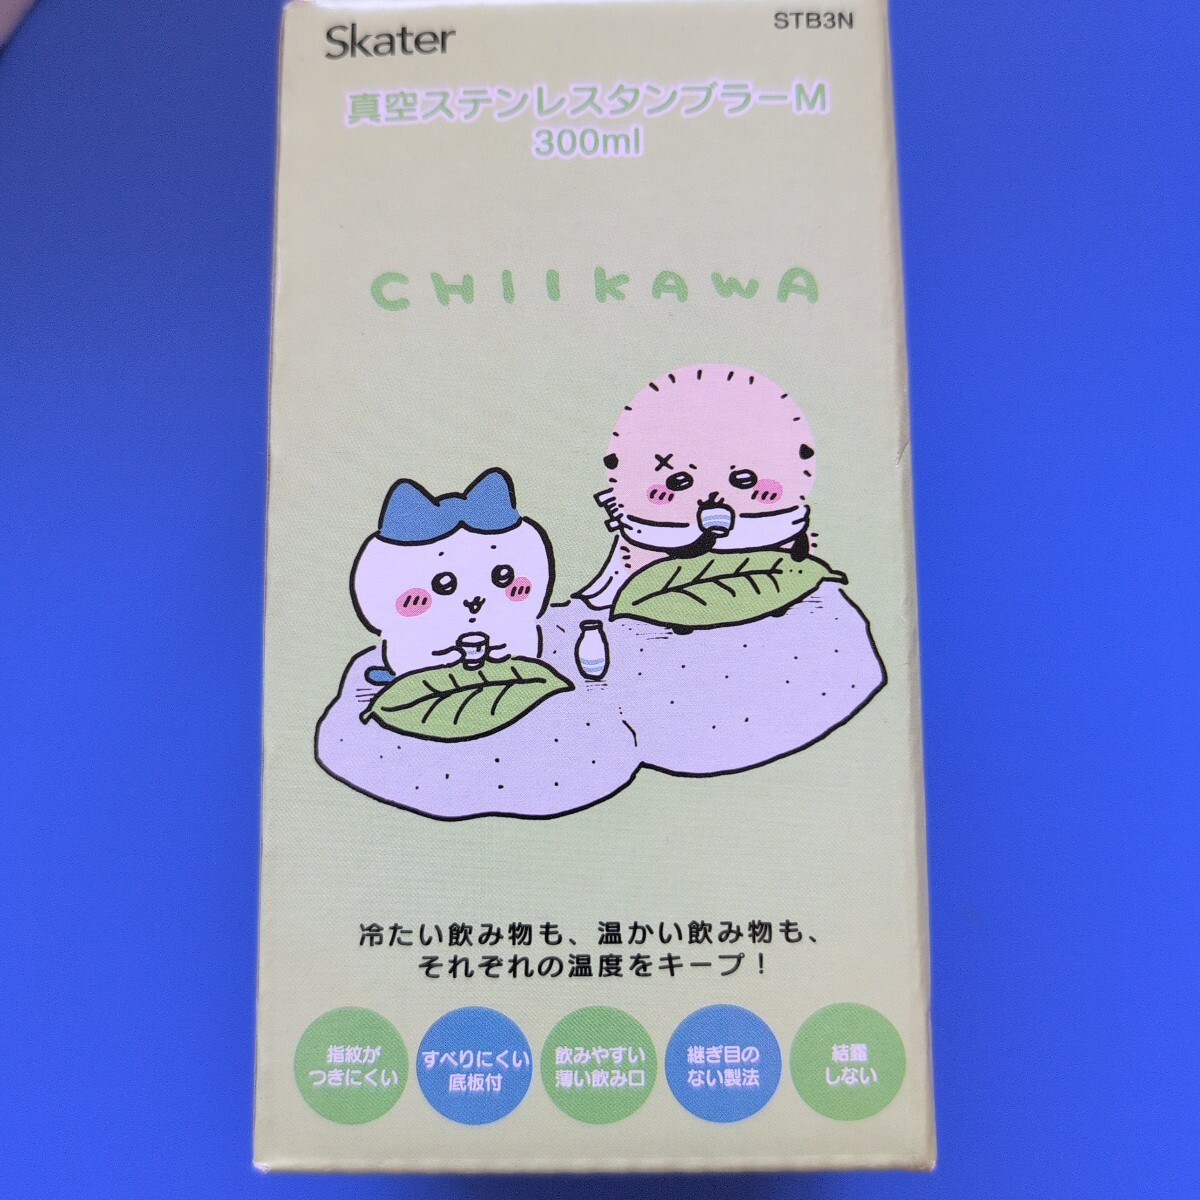 Skater
STB3N
真空ステンレスタンブラーM
300ml
CHIIKAWA
冷たい飲み物も、温かい飲み物も、
それぞれの温度をキープ！
指紋が
つきにくい
すべりにくい
底板付
飲みやすい
薄い飲み口
継ぎ目の
ない製法
結露
しない